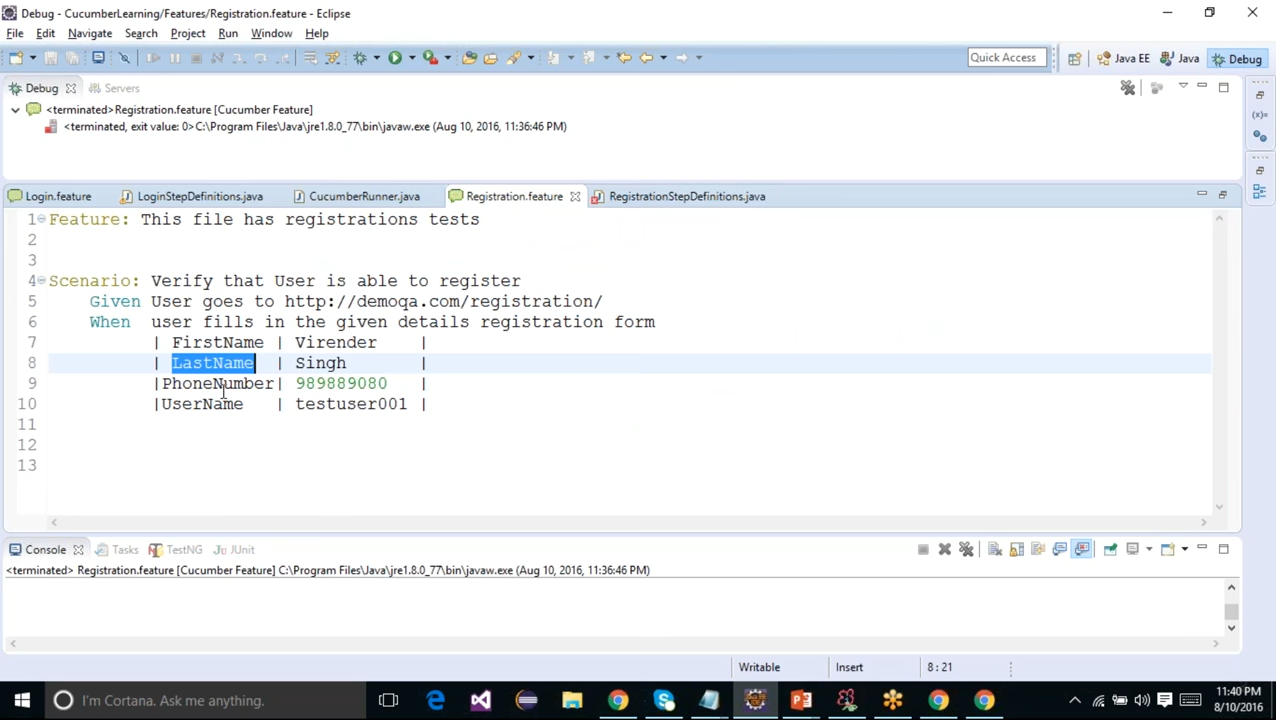 Debug - CucumberLearning/Features/Registration.feature - Eclipse
File Edit Navigate Search Project Run Window Help
Quick Access Java EE Java Debug
Debug Servers
<terminated>Registration.feature [Cucumber Feature]
<terminated, exit value: 0>C:\Program Files\Java\jre1.8.0_77\bin\javaw.exe (Aug 10, 2016, 11:36:46 PM)
Login.feature LoginStepDefinitions.java CucumberRunner.java Registration.feature RegistrationStepDefinitions.java
1 Feature: This file has registrations tests
2
3
4 Scenario: Verify that User is able to register
5 Given User goes to http://demoqa.com/registration/
6 When user fills in the given details registration form
7 | FirstName | Virender |
8 | LastName | Singh |
9 |PhoneNumber| 989889080 |
10 |UserName | testuser001 |
11
12
13
Console Tasks TestNG JUnit
<terminated> Registration.feature [Cucumber Feature] C:\Program Files\Java\jre1.8.0_77\bin\javaw.exe (Aug 10, 2016, 11:36:46 PM)
Writable Insert 8 : 21
I'm Cortana. Ask me anything.
11:40 PM
8/10/2016